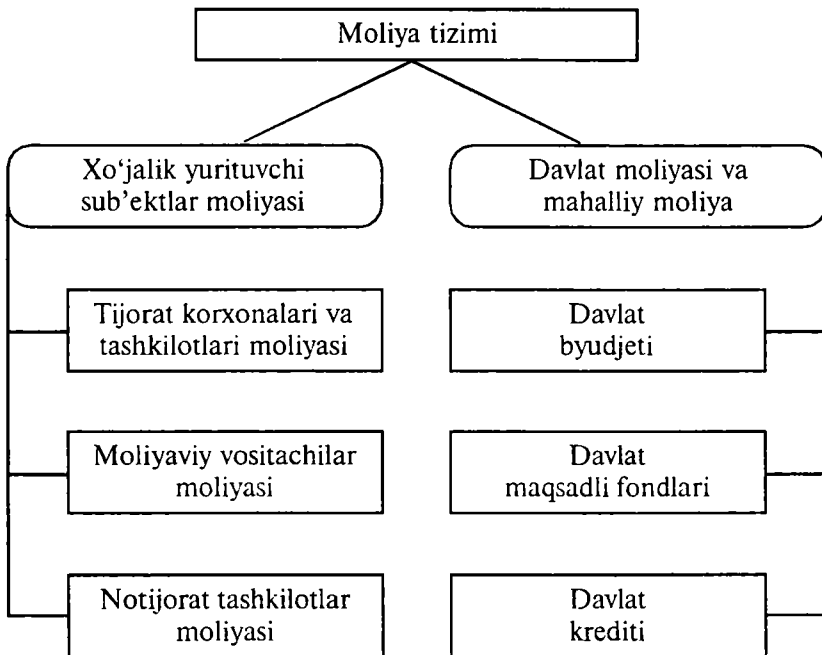 Moliya tizimi
Xo‘jalik yurituvchi
sub’ektlar moliyasi
Davlat moliyasi va
mahalliy moliya
Tijorat korxonalari va
tashkilotlari moliyasi
Davlat
byudjeti
Moliyaviy vositachilar
moliyasi
Davlat
maqsadli fondlari
Notijorat tashkilotlar
moliyasi
Davlat
krediti